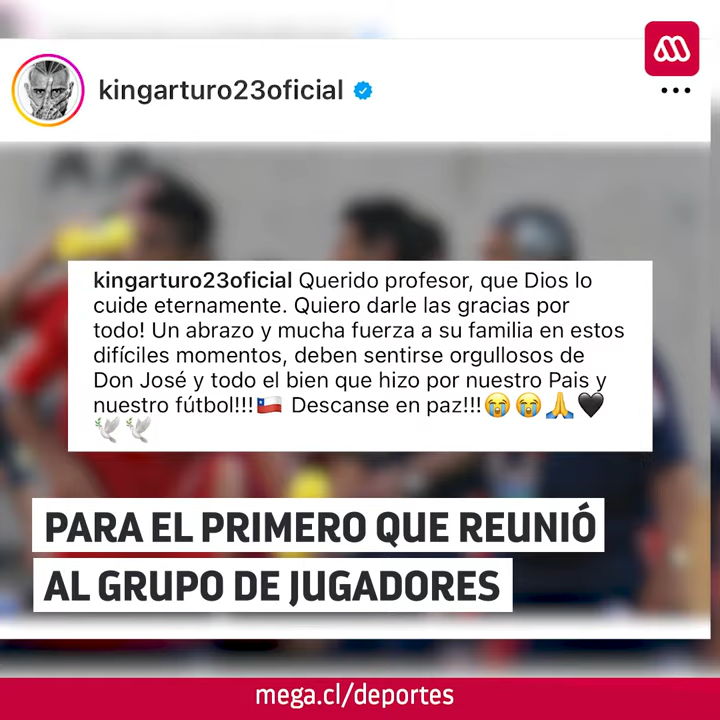 kingarturo23oficial
kingarturo23oficial Querido profesor, que Dios lo
cuide eternamente. Quiero darle las gracias por
todo! Un abrazo y mucha fuerza a su familia en estos
difíciles momentos, deben sentirse orgullosos de
Don José y todo el bien que hizo por nuestro Pais y
nuestro fútbol!!!🇨🇱 Descanse en paz!!!😭😭🙏🖤
🕊️🕊️
PARA EL PRIMERO QUE REUNIÓ
AL GRUPO DE JUGADORES
mega.cl/deportes